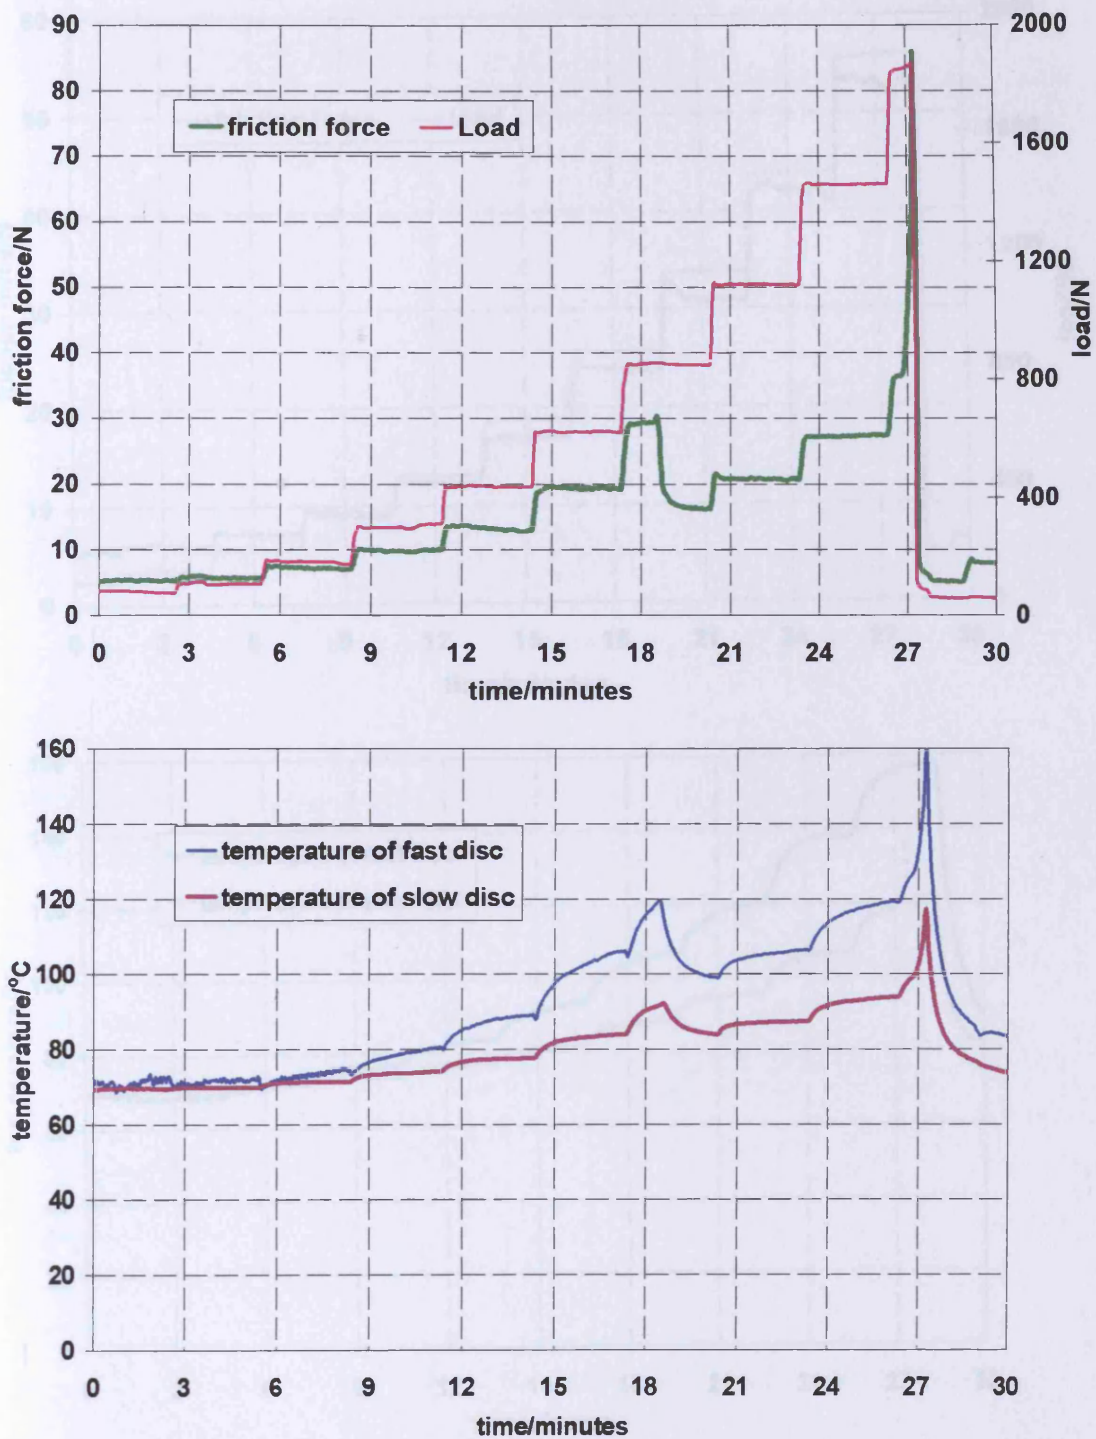 90
80
70
60
50
40
30
20
10
0
friction force/N
friction force
Load
2000
1600
1200
800
400
0
load/N
0 3 6 9 12 15 18 21 24 27 30
time/minutes
160
140
120
100
80
60
40
20
0
temperature/°C
temperature of fast disc
temperature of slow disc
0 3 6 9 12 15 18 21 24 27 30
time/minutes